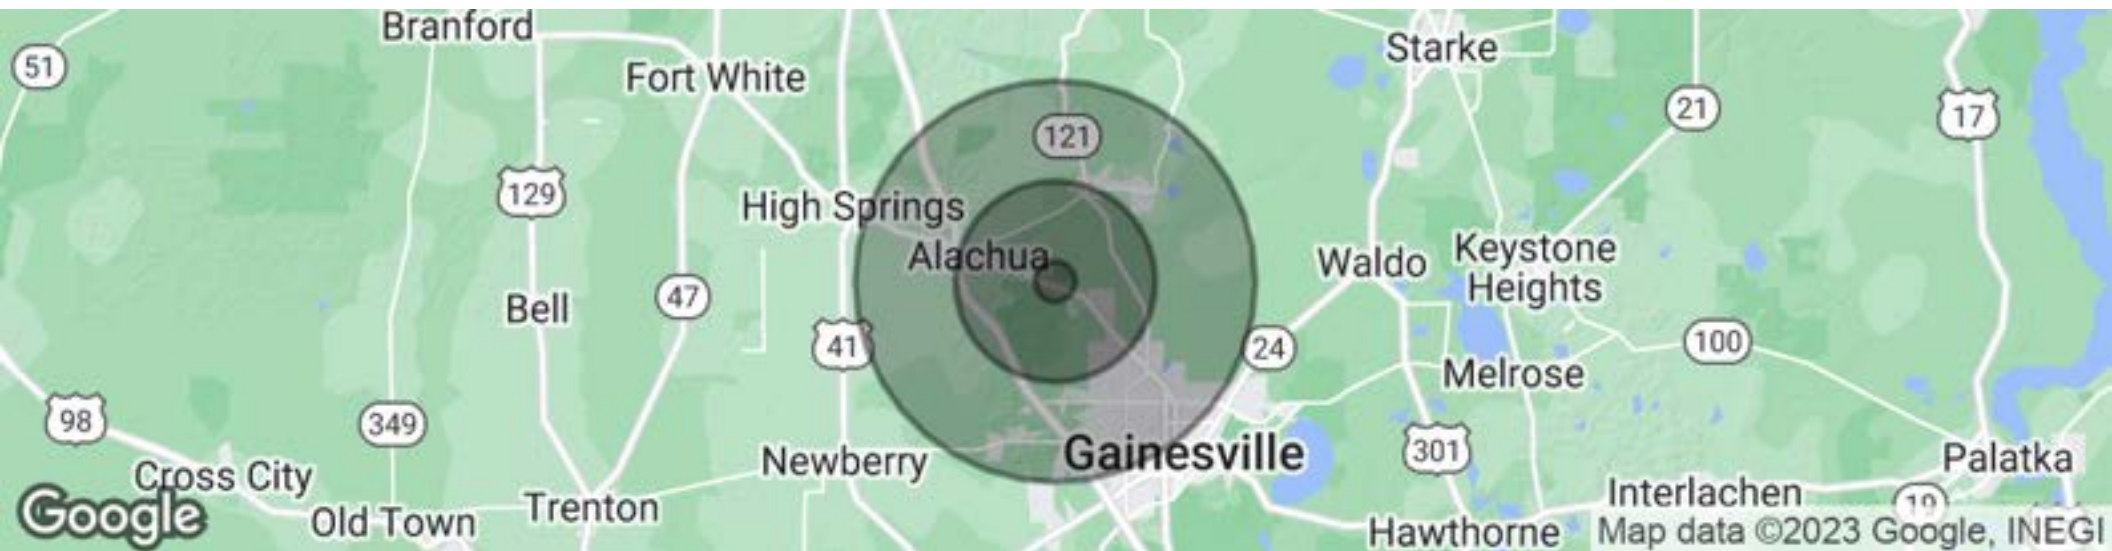 Branford
51
Fort White
Starke
21
17
121
129
High Springs
Alachua
Waldo
Keystone
Heights
47
Bell
41
24
100
Melrose
98
349
Gainesville
301
Newberry
Palatka
Cross City
Interlachen
19
Google
Old Town
Trenton
Hawthorne
Map data ©2023 Google, INEGI